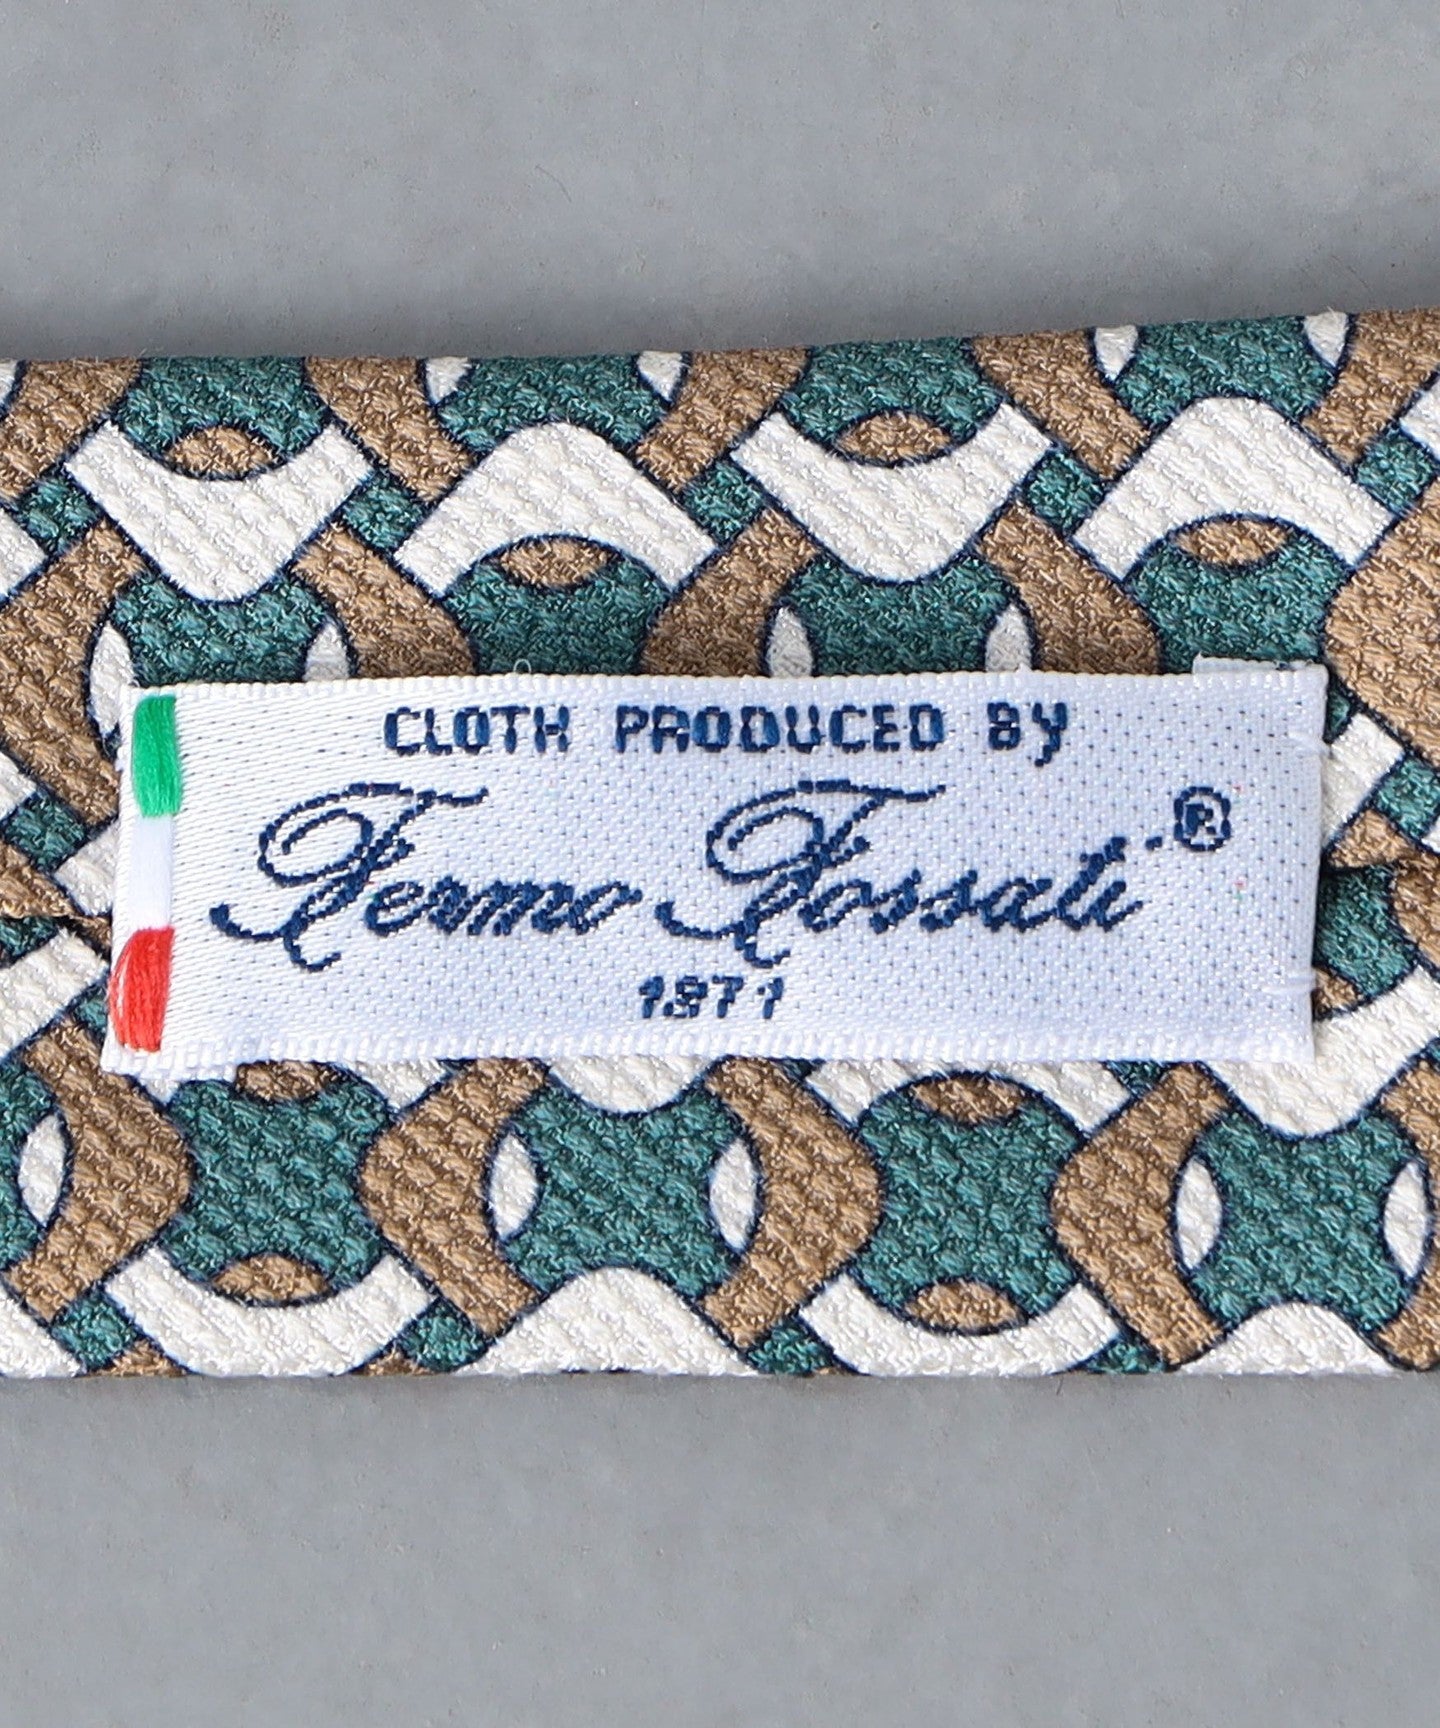 CLOTH PRODUCED BY
Fermo Fossati ®
1871